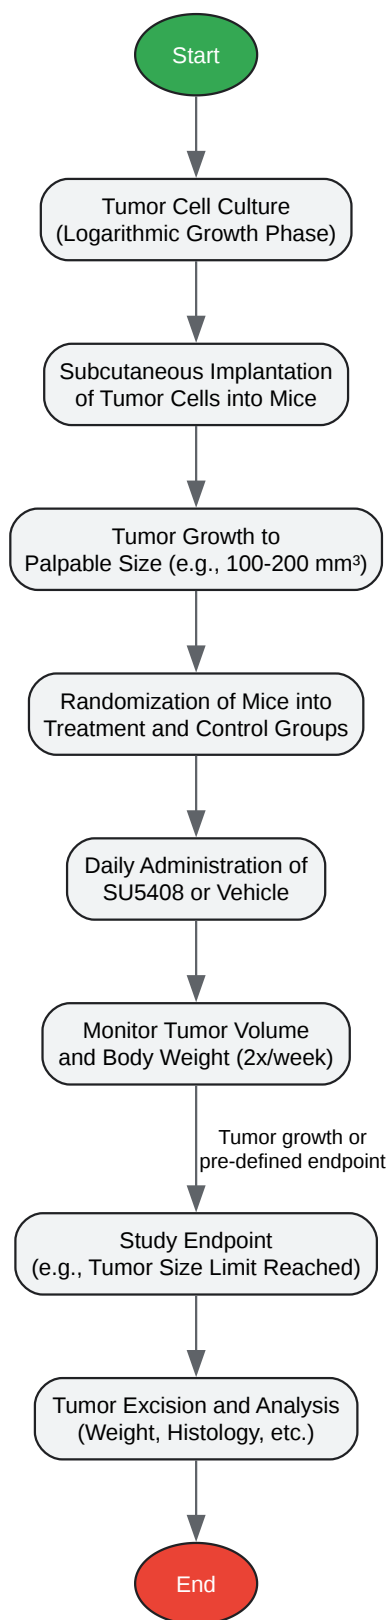 Start
Tumor Cell Culture
(Logarithmic Growth Phase)
Subcutaneous Implantation
of Tumor Cells into Mice
Tumor Growth to
Palpable Size (e.g., 100-200 mm³)
Randomization of Mice into
Treatment and Control Groups
Daily Administration of
SU5408 or Vehicle
Monitor Tumor Volume
and Body Weight (2x/week)
Tumor growth or
pre-defined endpoint
Study Endpoint
(e.g., Tumor Size Limit Reached)
Tumor Excision and Analysis
(Weight, Histology, etc.)
End